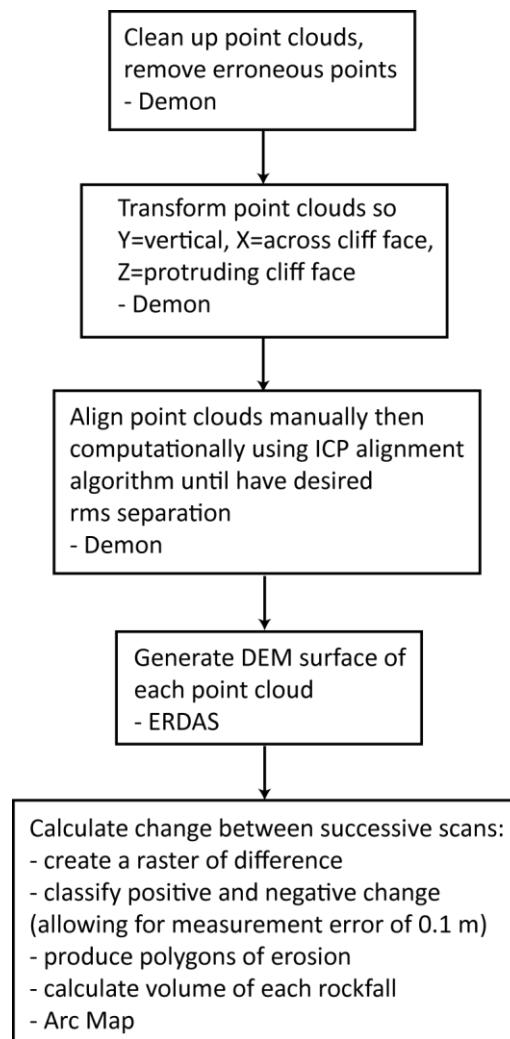 Clean up point clouds,
remove erroneous points
- Demon
Transform point clouds so
Y=vertical, X=across cliff face,
Z=protruding cliff face
- Demon
Align point clouds manually then
computationally using ICP alignment
algorithm until have desired
rms separation
- Demon
Generate DEM surface of
each point cloud
- ERDAS
Calculate change between successive scans:
- create a raster of difference
- classify positive and negative change
(allowing for measurement error of 0.1 m)
- produce polygons of erosion
- calculate volume of each rockfall
- Arc Map